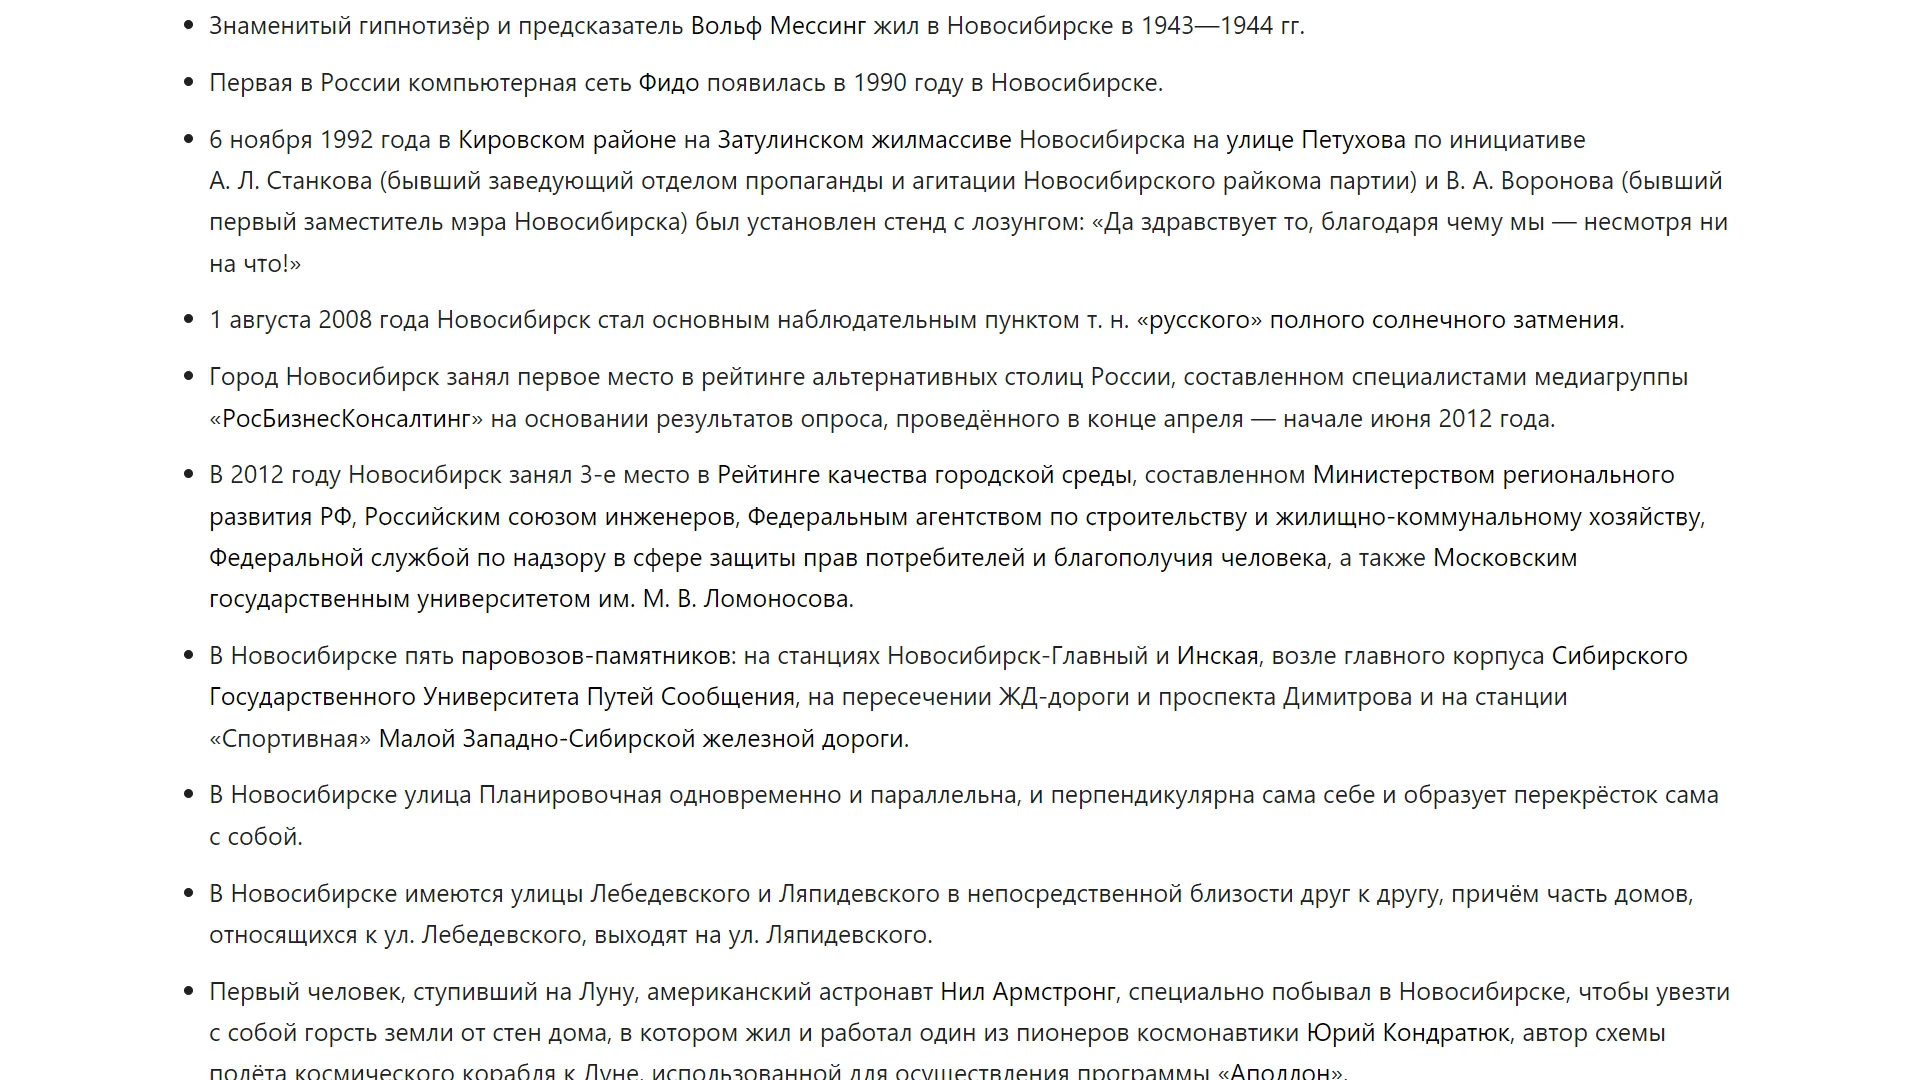 Знаменитый гипнотизёр и предсказатель Вольф Мессинг жил в Новосибирске в 1943—1944 гг.
Первая в России компьютерная сеть Фидо появилась в 1990 году в Новосибирске.
6 ноября 1992 года в Кировском районе на Затулинском жилмассиве Новосибирска на улице Петухова по инициативе
А. Л. Станкова (бывший заведующий отделом пропаганды и агитации Новосибирского райкома партии) и В. А. Воронова (бывший
первый заместитель мэра Новосибирска) был установлен стенд с лозунгом: «Да здравствует то, благодаря чему мы — несмотря ни
на что!»
1 августа 2008 года Новосибирск стал основным наблюдательным пунктом т. н. «русского» полного солнечного затмения.
Город Новосибирск занял первое место в рейтинге альтернативных столиц России, составленном специалистами медиагруппы
«РосБизнесКонсалтинг» на основании результатов опроса, проведённого в конце апреля — начале июня 2012 года.
В 2012 году Новосибирск занял 3-е место в Рейтинге качества городской среды, составленном Министерством регионального
развития РФ, Российским союзом инженеров, Федеральным агентством по строительству и жилищно-коммунальному хозяйству,
Федеральной службой по надзору в сфере защиты прав потребителей и благополучия человека, а также Московским
государственным университетом им. М. В. Ломоносова.
В Новосибирске пять паровозов-памятников: на станциях Новосибирск-Главный и Инская, возле главного корпуса Сибирского
Государственного Университета Путей Сообщения, на пересечении ЖД-дороги и проспекта Димитрова и на станции
«Спортивная» Малой Западно-Сибирской железной дороги.
В Новосибирске улица Планировочная одновременно и параллельна, и перпендикулярна сама себе и образует перекрёсток сама
с собой.
В Новосибирске имеются улицы Лебедевского и Ляпидевского в непосредственной близости друг к другу, причём часть домов,
относящихся к ул. Лебедевского, выходят на ул. Ляпидевского.
Первый человек, ступивший на Луну, американский астронавт Нил Армстронг, специально побывал в Новосибирске, чтобы увезти
с собой горсть земли от стен дома, в котором жил и работал один из пионеров космонавтики Юрий Кондратюк, автор схемы
полёта космического корабля к Луне, использованной для осуществления программы «Аполлон».